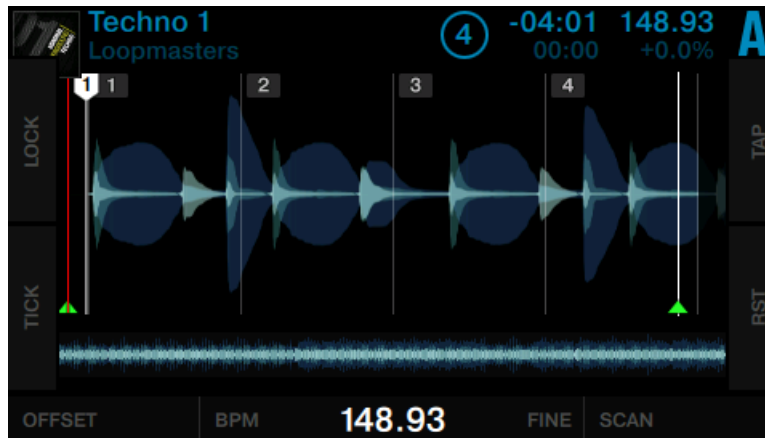 Techno 1
Loopmasters
4
-04:01 148.93
00:00 +0.0%
A
1 1 2 3 4
LOCK
TAP
TICK
BST
OFFSET BPM 148.93 FINE SCAN